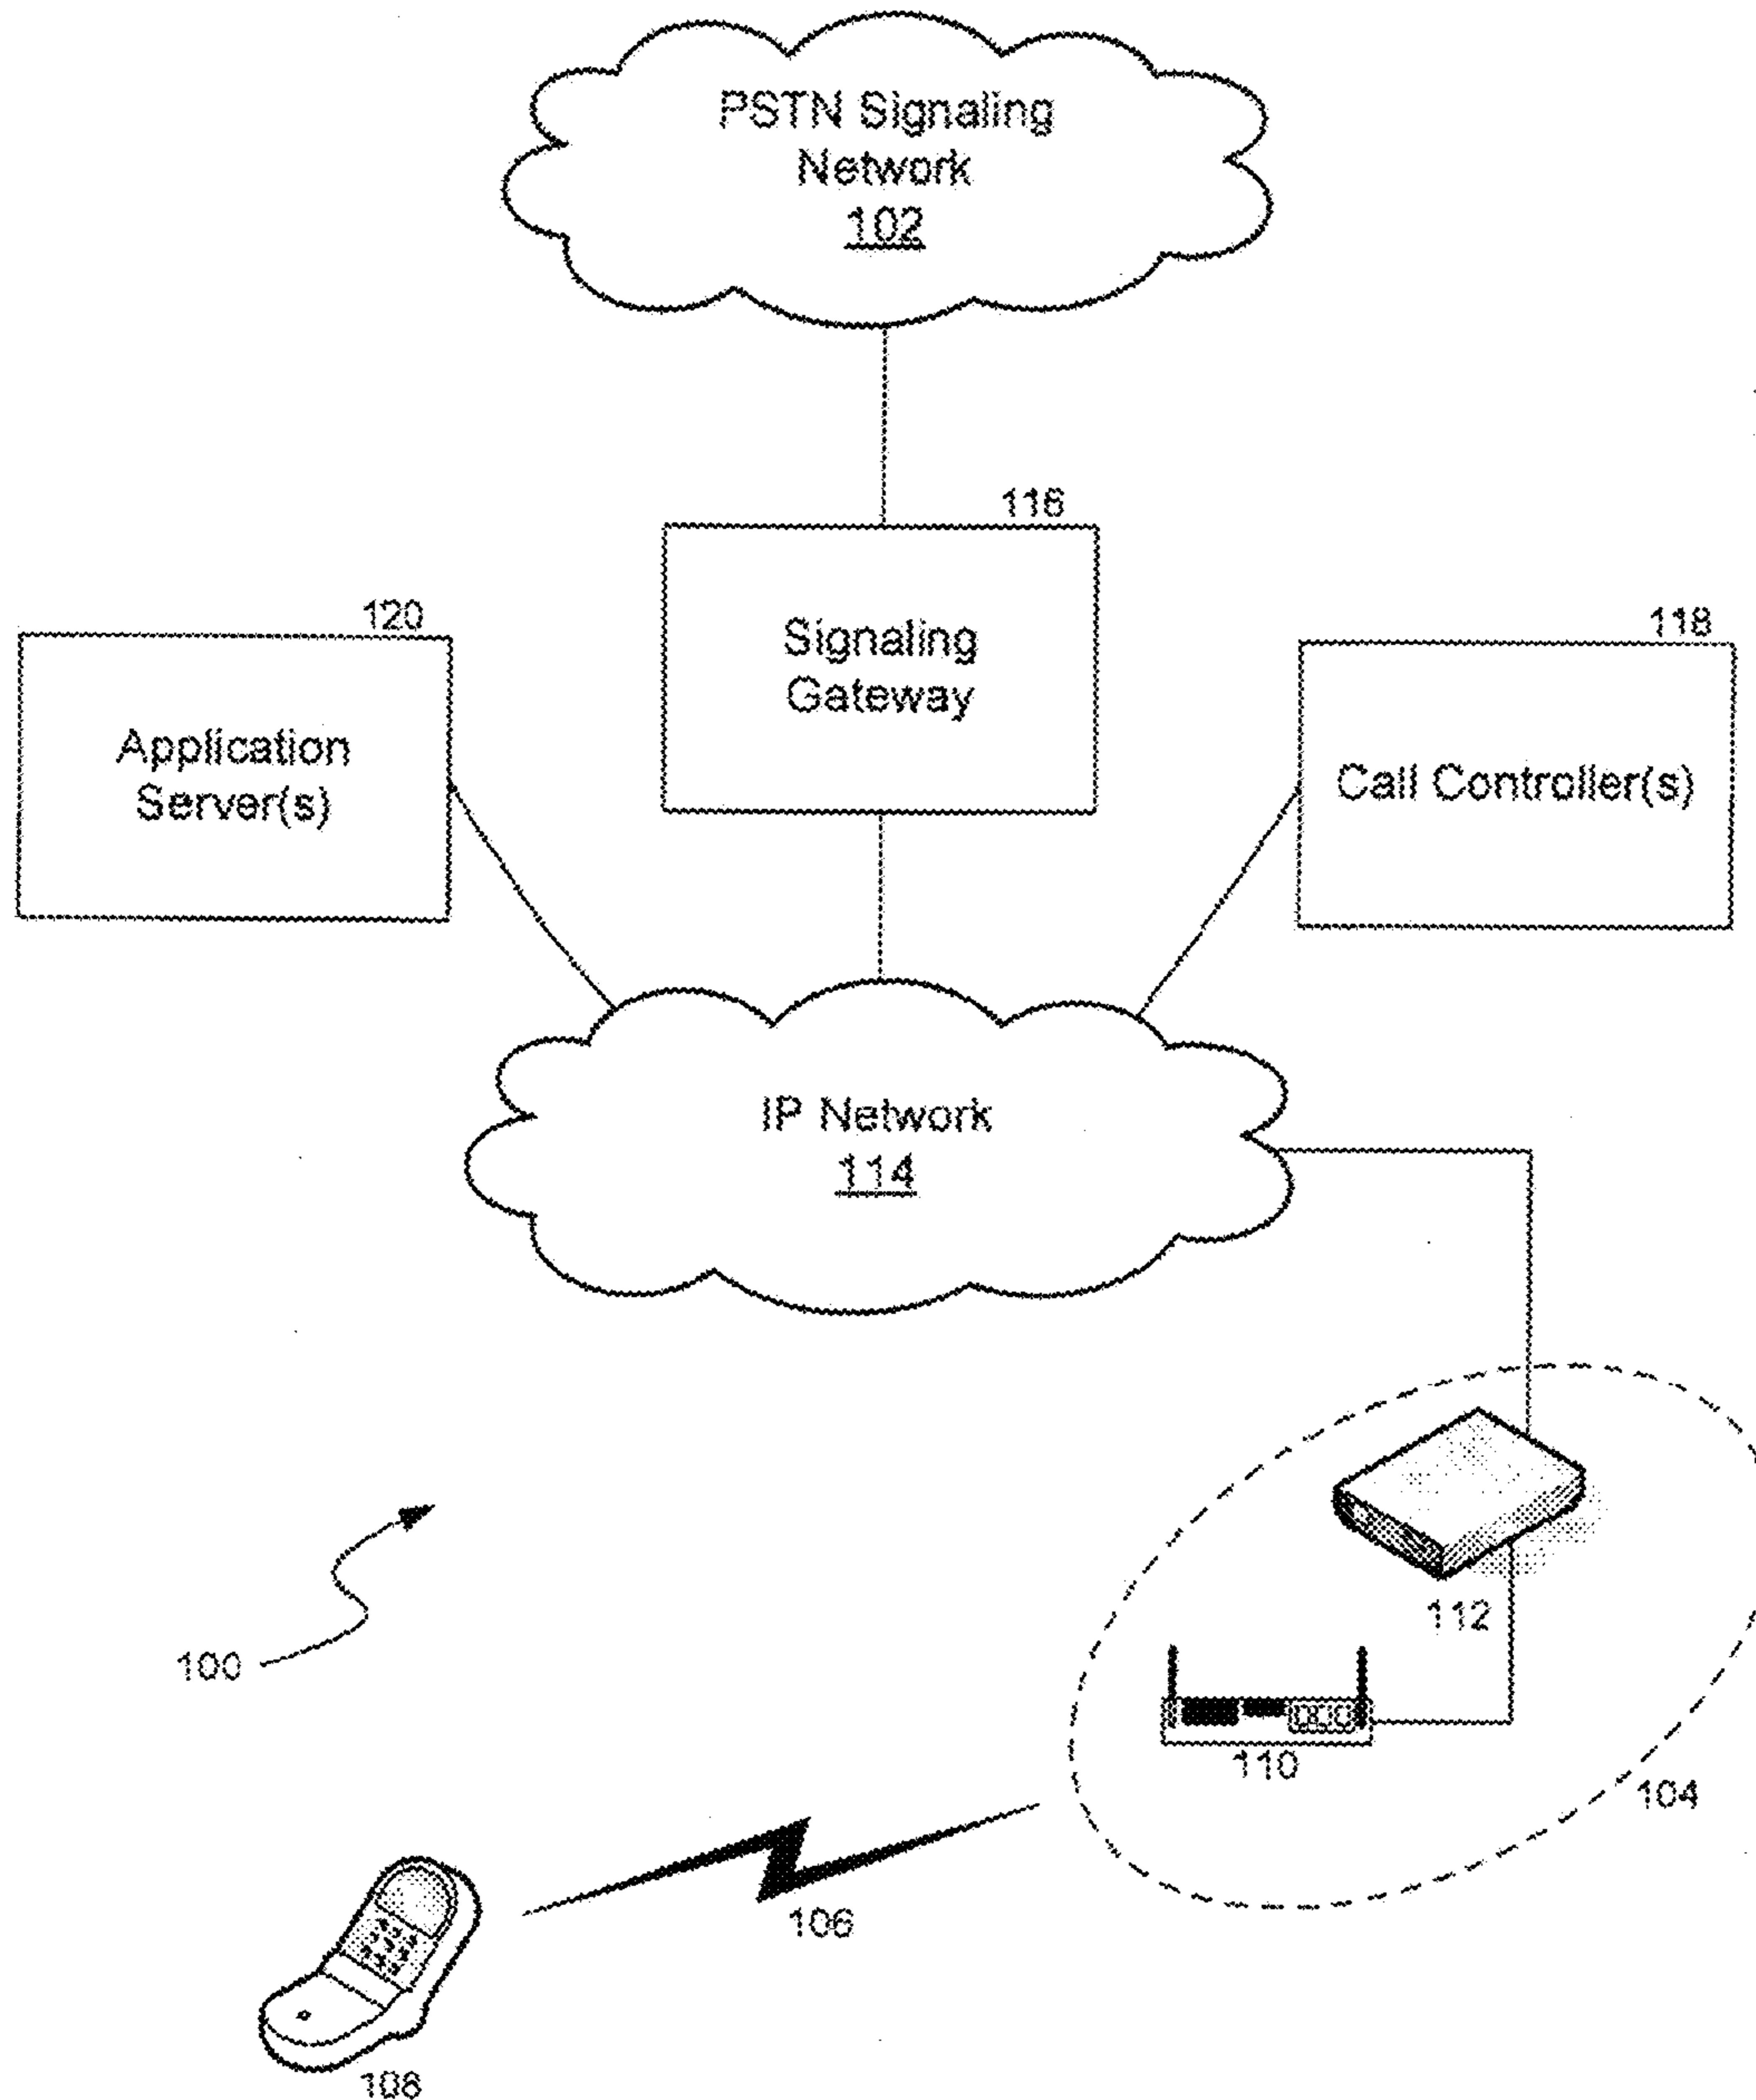 PSTN Signaling
Network
102
116
Signaling
Gateway
120
Application
Server(s)
118
Call Controller(s)
IP Network
114
112
100
110
104
106
108